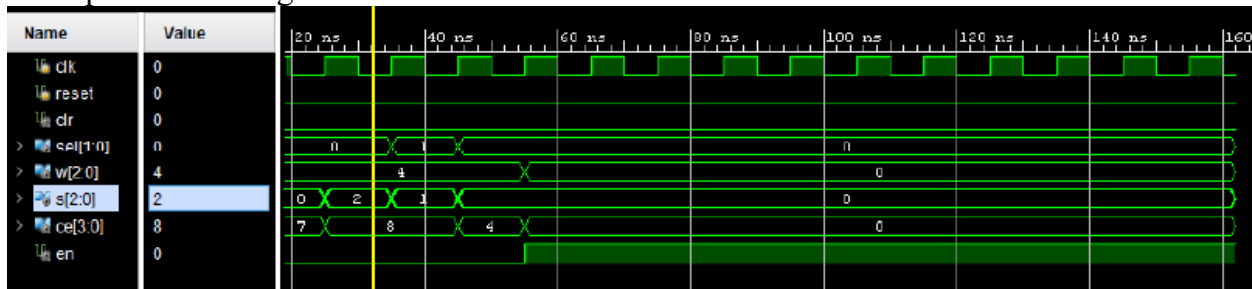 Name Value 20 ns 40 ns 60 ns 80 ns 100 ns 120 ns 140 ns 160
clk 0
reset 0
clr 0
sel[1:0] 0 0 1 0
w[2:0] 4 4 0
s[2:0] 2 0 2 1 0
ce[3:0] 8 7 8 4 0
en 0